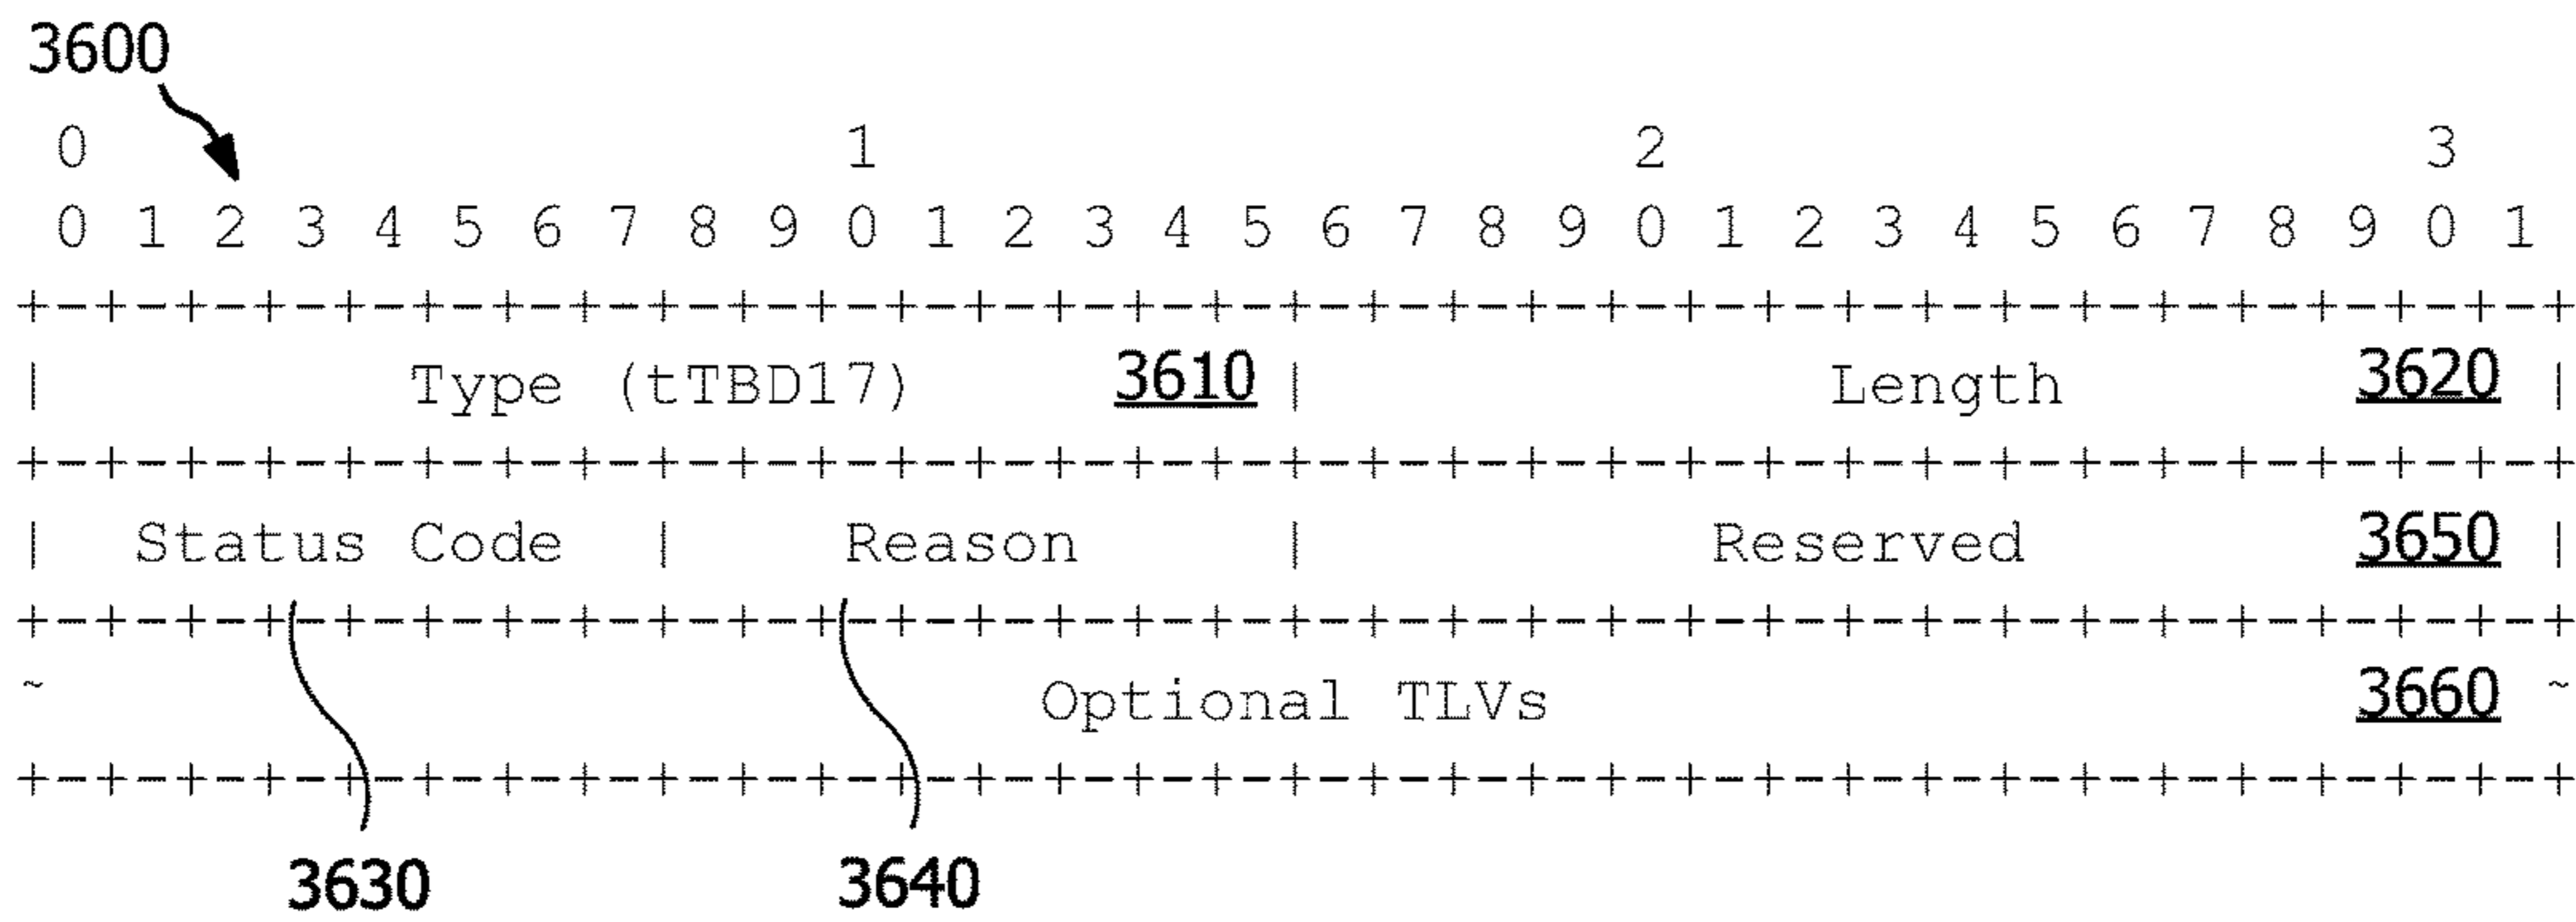 3600
0 1 2 3
0 1 2 3 4 5 6 7 8 9 0 1 2 3 4 5 6 7 8 9 0 1 2 3 4 5 6 7 8 9 0 1
+-+-+-+-+-+-+-+-+-+-+-+-+-+-+-+-+-+-+-+-+-+-+-+-+-+-+-+-+-+-+-+-+
| Type (tTBD17) 3610 | Length 3620 |
+-+-+-+-+-+-+-+-+-+-+-+-+-+-+-+-+-+-+-+-+-+-+-+-+-+-+-+-+-+-+-+-+
| Status Code | Reason | Reserved 3650 |
+-+-+-+-+-+-+-+-+-+-+-+-+-+-+-+-+-+-+-+-+-+-+-+-+-+-+-+-+-+-+-+-+
~ Optional TLVs 3660 ~
+-+-+-+-+-+-+-+-+-+-+-+-+-+-+-+-+-+-+-+-+-+-+-+-+-+-+-+-+-+-+-+-+
3630 3640